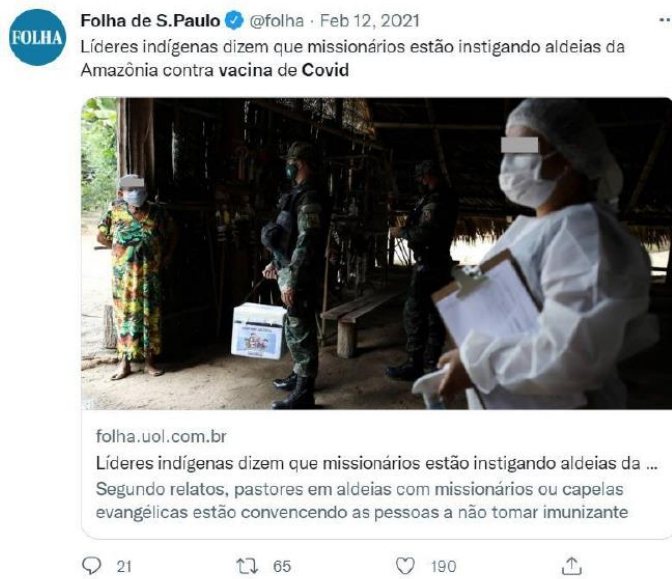 FOLHA
Folha de S.Paulo @folha · Feb 12, 2021
Líderes indígenas dizem que missionários estão instigando aldeias da
Amazônia contra vacina de Covid
folha.uol.com.br
Líderes indígenas dizem que missionários estão instigando aldeias da ...
Segundo relatos, pastores em aldeias com missionários ou capelas
evangélicas estão convencendo as pessoas a não tomar imunizante
21 65 190